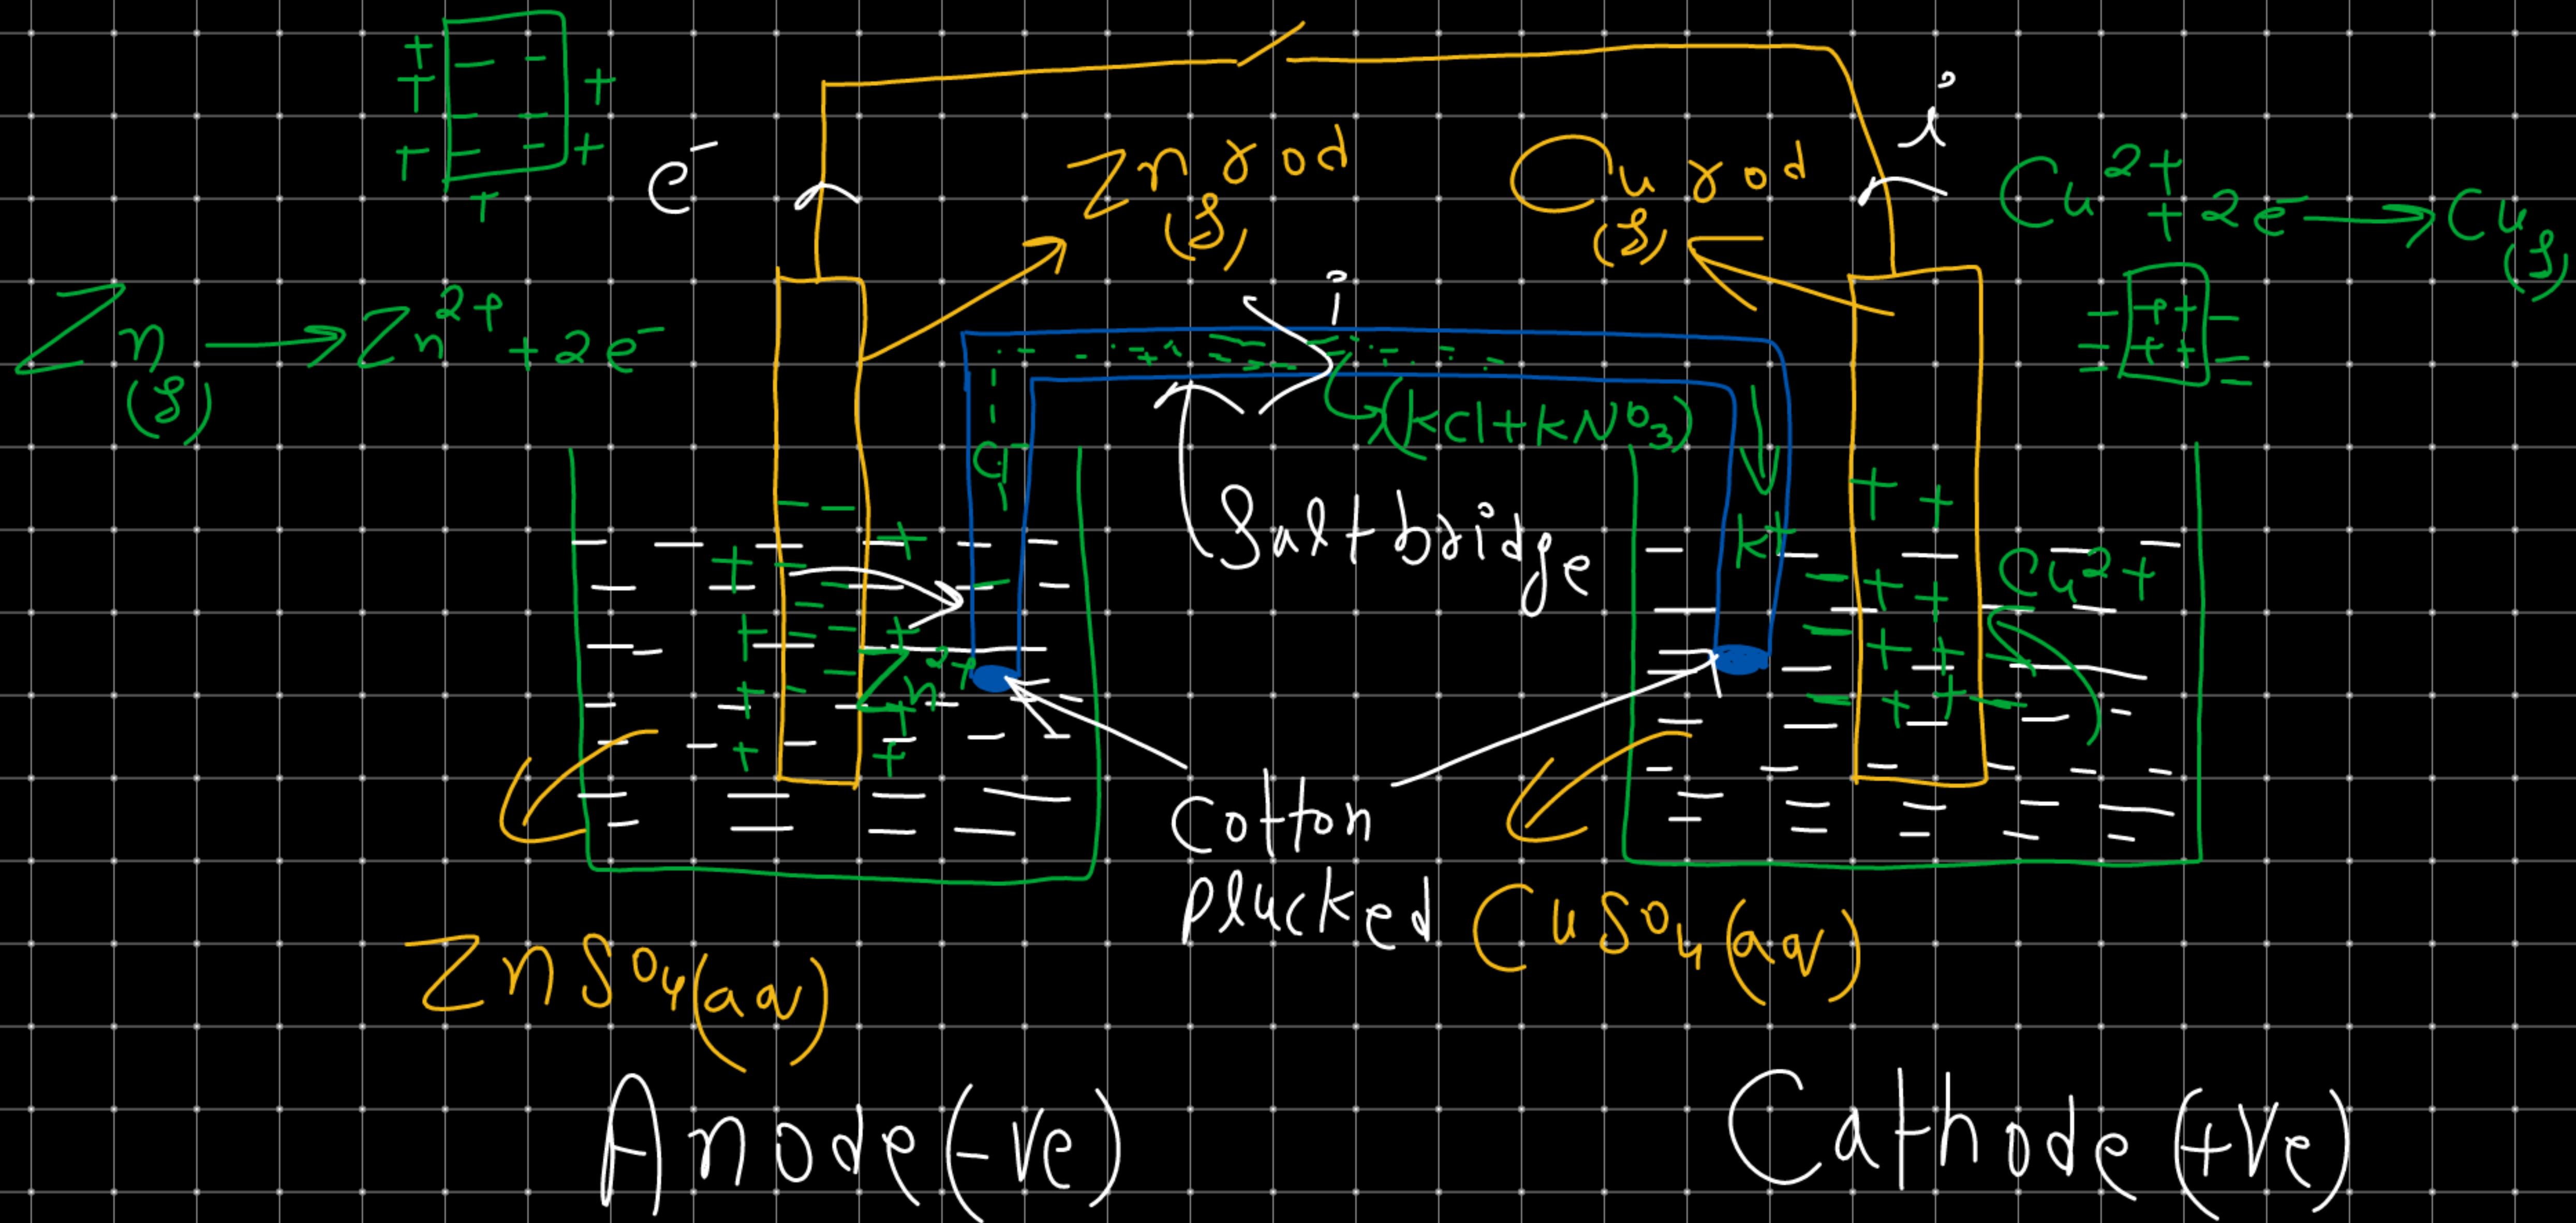 e⁻
Zn rod
(s)
Cu rod
(s)
i
Cu²⁺ + 2e⁻ → Cu
(s)
Zn → Zn²⁺ + 2e⁻
(s)
i
(KCl + KNO₃)
Cl⁻
Salt bridge
K⁺
Cu²⁺
Zn²⁺
Cotton
plucked
ZnSO₄(aq)
CuSO₄(aq)
Anode (-ve)
Cathode (+ve)